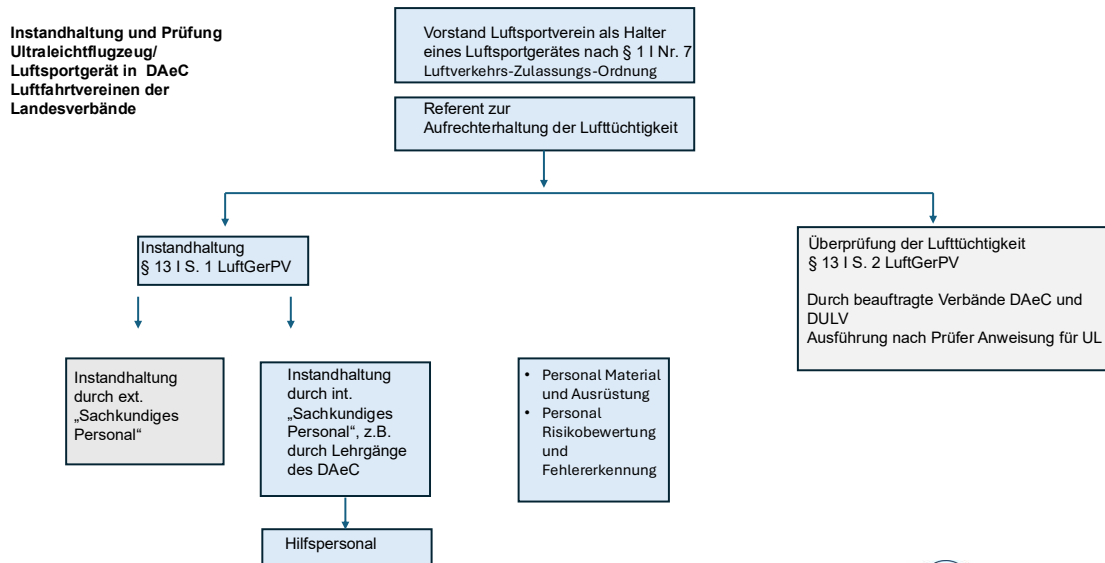 Instandhaltung und Prüfung
Ultraleichtflugzeug/
Luftsportgerät in  DAeC
Luftfahrtvereinen der
Landesverbände
Vorstand Luftsportverein als Halter
eines Luftsportgerätes nach § 1 I Nr. 7
Luftverkehrs-Zulassungs-Ordnung
Referent zur
Aufrechterhaltung der Lufttüchtigkeit
Instandhaltung
§ 13 I S. 1 LuftGerPV
Überprüfung der Lufttüchtigkeit
§ 13 I S. 2 LuftGerPV
Durch beauftragte Verbände DAeC und
DULV
Ausführung nach Prüfer Anweisung für UL
Instandhaltung
durch ext.
„Sachkundiges
Personal“
Instandhaltung
durch int.
„Sachkundiges
Personal“, z.B.
durch Lehrgänge
des DAeC
• Personal Material
und Ausrüstung
• Personal
Risikobewertung
und
Fehlererkennung
Hilfspersonal